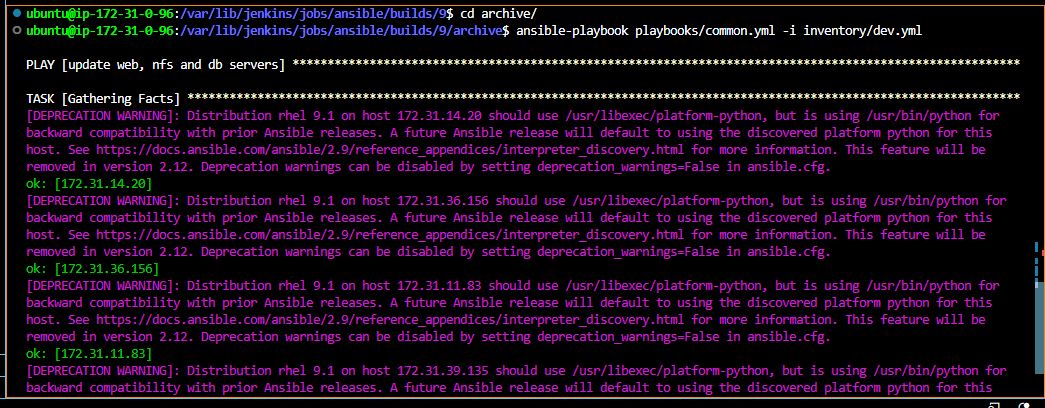 ubuntu@ip-172-31-0-96:/var/lib/jenkins/jobs/ansible/builds/9$ cd archive/
ubuntu@ip-172-31-0-96:/var/lib/jenkins/jobs/ansible/builds/9/archive$ ansible-playbook playbooks/common.yml -i inventory/dev.yml
PLAY [update web, nfs and db servers] ********************************************************************************************************
TASK [Gathering Facts] ***********************************************************************************************************************
[DEPRECATION WARNING]: Distribution rhel 9.1 on host 172.31.14.20 should use /usr/libexec/platform-python, but is using /usr/bin/python for
backward compatibility with prior Ansible releases. A future Ansible release will default to using the discovered platform python for this
host. See https://docs.ansible.com/ansible/2.9/reference_appendices/interpreter_discovery.html for more information. This feature will be
removed in version 2.12. Deprecation warnings can be disabled by setting deprecation_warnings=False in ansible.cfg.
ok: [172.31.14.20]
[DEPRECATION WARNING]: Distribution rhel 9.1 on host 172.31.36.156 should use /usr/libexec/platform-python, but is using /usr/bin/python for
backward compatibility with prior Ansible releases. A future Ansible release will default to using the discovered platform python for this
host. See https://docs.ansible.com/ansible/2.9/reference_appendices/interpreter_discovery.html for more information. This feature will be
removed in version 2.12. Deprecation warnings can be disabled by setting deprecation_warnings=False in ansible.cfg.
ok: [172.31.36.156]
[DEPRECATION WARNING]: Distribution rhel 9.1 on host 172.31.11.83 should use /usr/libexec/platform-python, but is using /usr/bin/python for
backward compatibility with prior Ansible releases. A future Ansible release will default to using the discovered platform python for this
host. See https://docs.ansible.com/ansible/2.9/reference_appendices/interpreter_discovery.html for more information. This feature will be
removed in version 2.12. Deprecation warnings can be disabled by setting deprecation_warnings=False in ansible.cfg.
ok: [172.31.11.83]
[DEPRECATION WARNING]: Distribution rhel 9.1 on host 172.31.39.135 should use /usr/libexec/platform-python, but is using /usr/bin/python for
backward compatibility with prior Ansible releases. A future Ansible release will default to using the discovered platform python for this